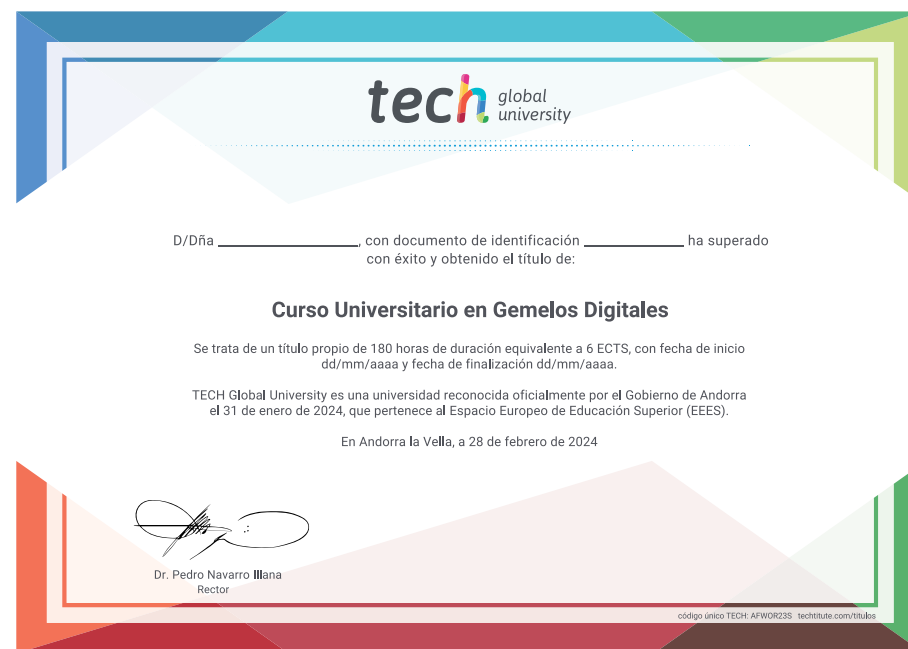 tech global
university
D/Dña ________________, con documento de identificación ____________ ha superado
con éxito y obtenido el título de:
Curso Universitario en Gemelos Digitales
Se trata de un título propio de 180 horas de duración equivalente a 6 ECTS, con fecha de inicio
dd/mm/aaaa y fecha de finalización dd/mm/aaaa.
TECH Global University es una universidad reconocida oficialmente por el Gobierno de Andorra
el 31 de enero de 2024, que pertenece al Espacio Europeo de Educación Superior (EEES).
En Andorra la Vella, a 28 de febrero de 2024
Dr. Pedro Navarro Illana
Rector
código único TECH: AFWOR23S techtitute.com/titulos